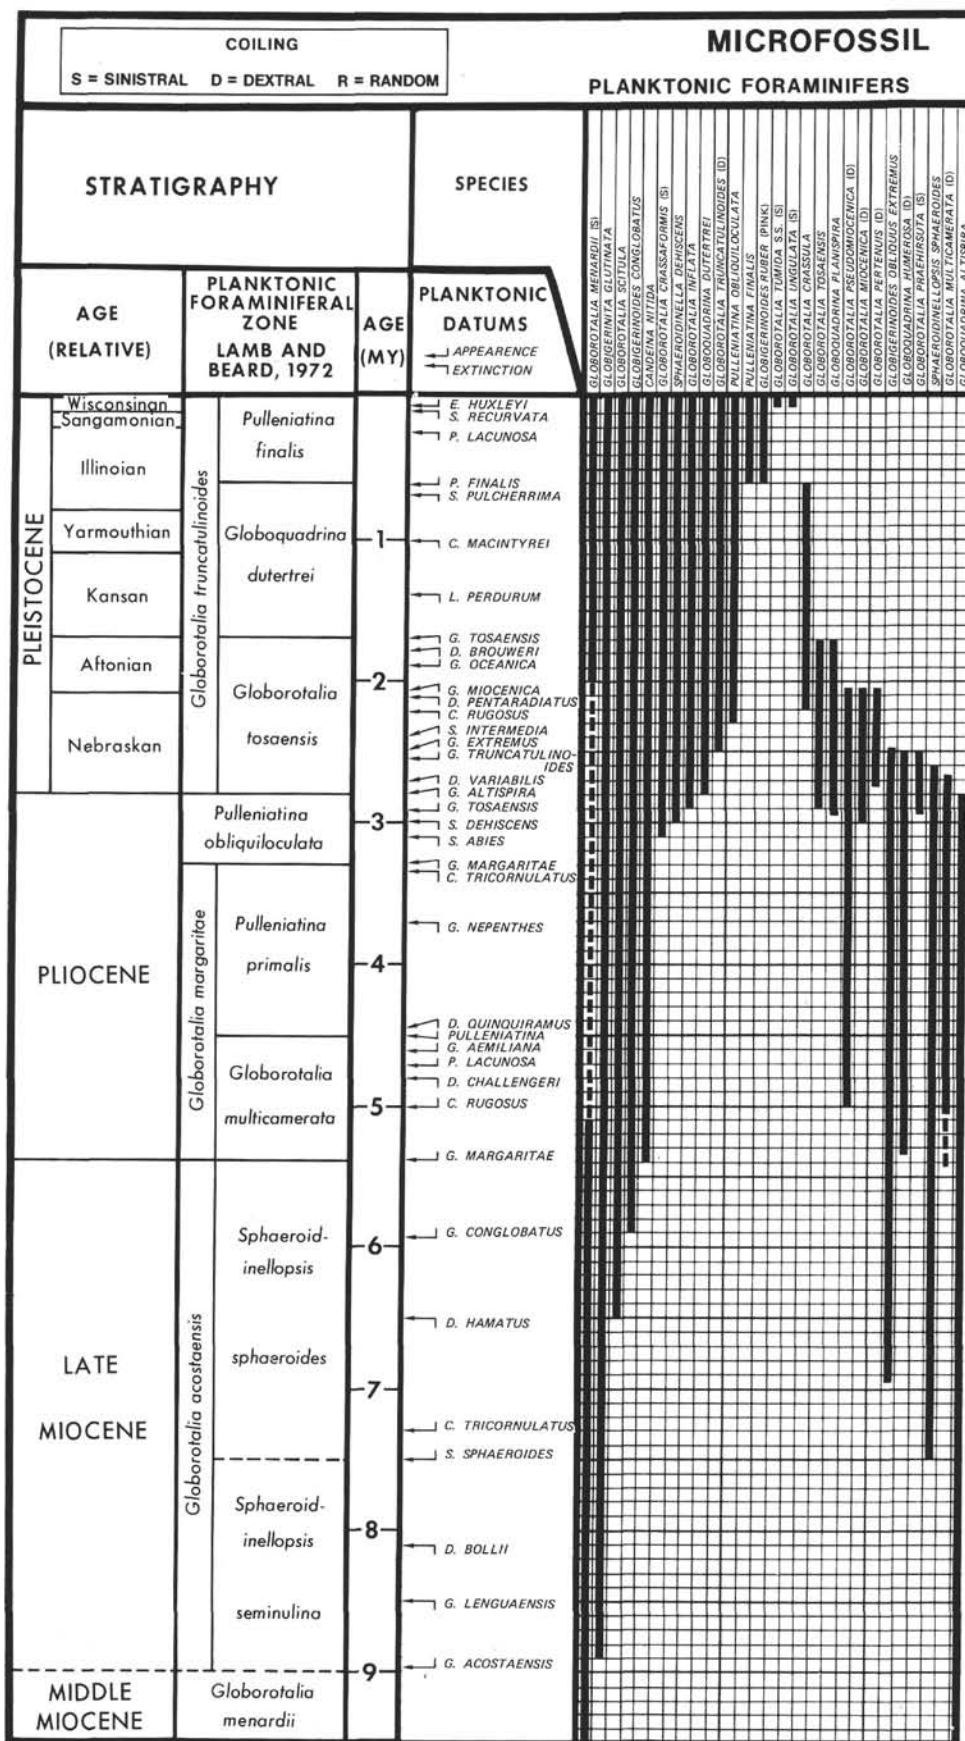 COILING
S = SINISTRAL D = DEXTRAL R = RANDOM
MICROFOSSIL
PLANKTONIC FORAMINIFERS
STRATIGRAPHY
SPECIES
AGE
(RELATIVE)
PLANKTONIC
FORAMINIFERAL
ZONE
LAMB AND
BEARD, 1972
AGE
(MY)
PLANKTONIC
DATUMS
APPEARENCE
EXTINCTION
GLOBOROTALIA MENARDII (S)
GLOBIGERINITA GLUTINATA
GLOBOROTALIA SCITULA
GLOBIGERINOIDES CONGLOBATUS
CANDEINA NITIDA
GLOBOROTALIA CRASSAFORMIS (S)
SPHAEROIDINELLA DEHISCENS
GLOBOROTALIA INFLATA
GLOBOQUADRINA DUTERTREI
GLOBOROTALIA TRUNCATULINOIDES (D)
PULLENIATINA OBLIQUILOCULATA
PULLENIATINA FINALIS
GLOBIGERINOIDES RUBER (PINK)
GLOBOROTALIA TUMIDA S.S. (S)
GLOBOROTALIA UNGULATA (S)
GLOBOROTALIA CRASSULA
GLOBOROTALIA TOSAENSIS
GLOBOQUADRINA PLANISPIRA
GLOBOROTALIA PSEUDOMIOCENICA (D)
GLOBOROTALIA MIOCENICA (D)
GLOBOROTALIA PERTENUIS (D)
GLOBIGERINOIDES OBLIQUUS EXTREMUS
GLOBOQUADRINA HUMEROSA (D)
GLOBOROTALIA PRAEHIRSUTA (S)
SPHAEROIDINELLOPSIS SPHAEROIDES
GLOBOROTALIA MULTICAMERATA (D)
GLOBOQUADRINA ALTISPIRA
PLEISTOCENE
Wisconsinan
Sangamonian
Illinoian
Yarmouthian
Kansan
Aftonian
Nebraskan
PLIOCENE
LATE
MIOCENE
MIDDLE
MIOCENE
Globorotalia truncatulinoides
Pulleniatina
finalis
Globoquadrina
dutertrei
Globorotalia
tosaensis
Pulleniatina
obliquiloculata
Globorotalia margaritae
Pulleniatina
primalis
Globorotalia
multicamerata
Globorotalia acostaensis
Sphaeroid-
inellopsis
sphaeroides
Sphaeroid-
inellopsis
seminulina
Globorotalia
menardii
1
2
3
4
5
6
7
8
9
E. HUXLEYI
S. RECURVATA
P. LACUNOSA
P. FINALIS
S. PULCHERRIMA
C. MACINTYREI
L. PERDURUM
G. TOSAENSIS
D. BROUWERI
G. OCEANICA
G. MIOCENICA
D. PENTARADIATUS
C. RUGOSUS
S. INTERMEDIA
G. EXTREMUS
G. TRUNCATULINO-
OIDES
D. VARIABILIS
G. ALTISPIRA
G. TOSAENSIS
S. DEHISCENS
S. ABIES
G. MARGARITAE
C. TRICORNULATUS
G. NEPENTHES
D. QUINQUIRAMUS
PULLENIATINA
G. AEMILIANA
P. LACUNOSA
D. CHALLENGERI
C. RUGOSUS
G. MARGARITAE
G. CONGLOBATUS
D. HAMATUS
C. TRICORNULATUS
S. SPHAEROIDES
D. BOLLII
G. LENGUAENSIS
G. ACOSTAENSIS